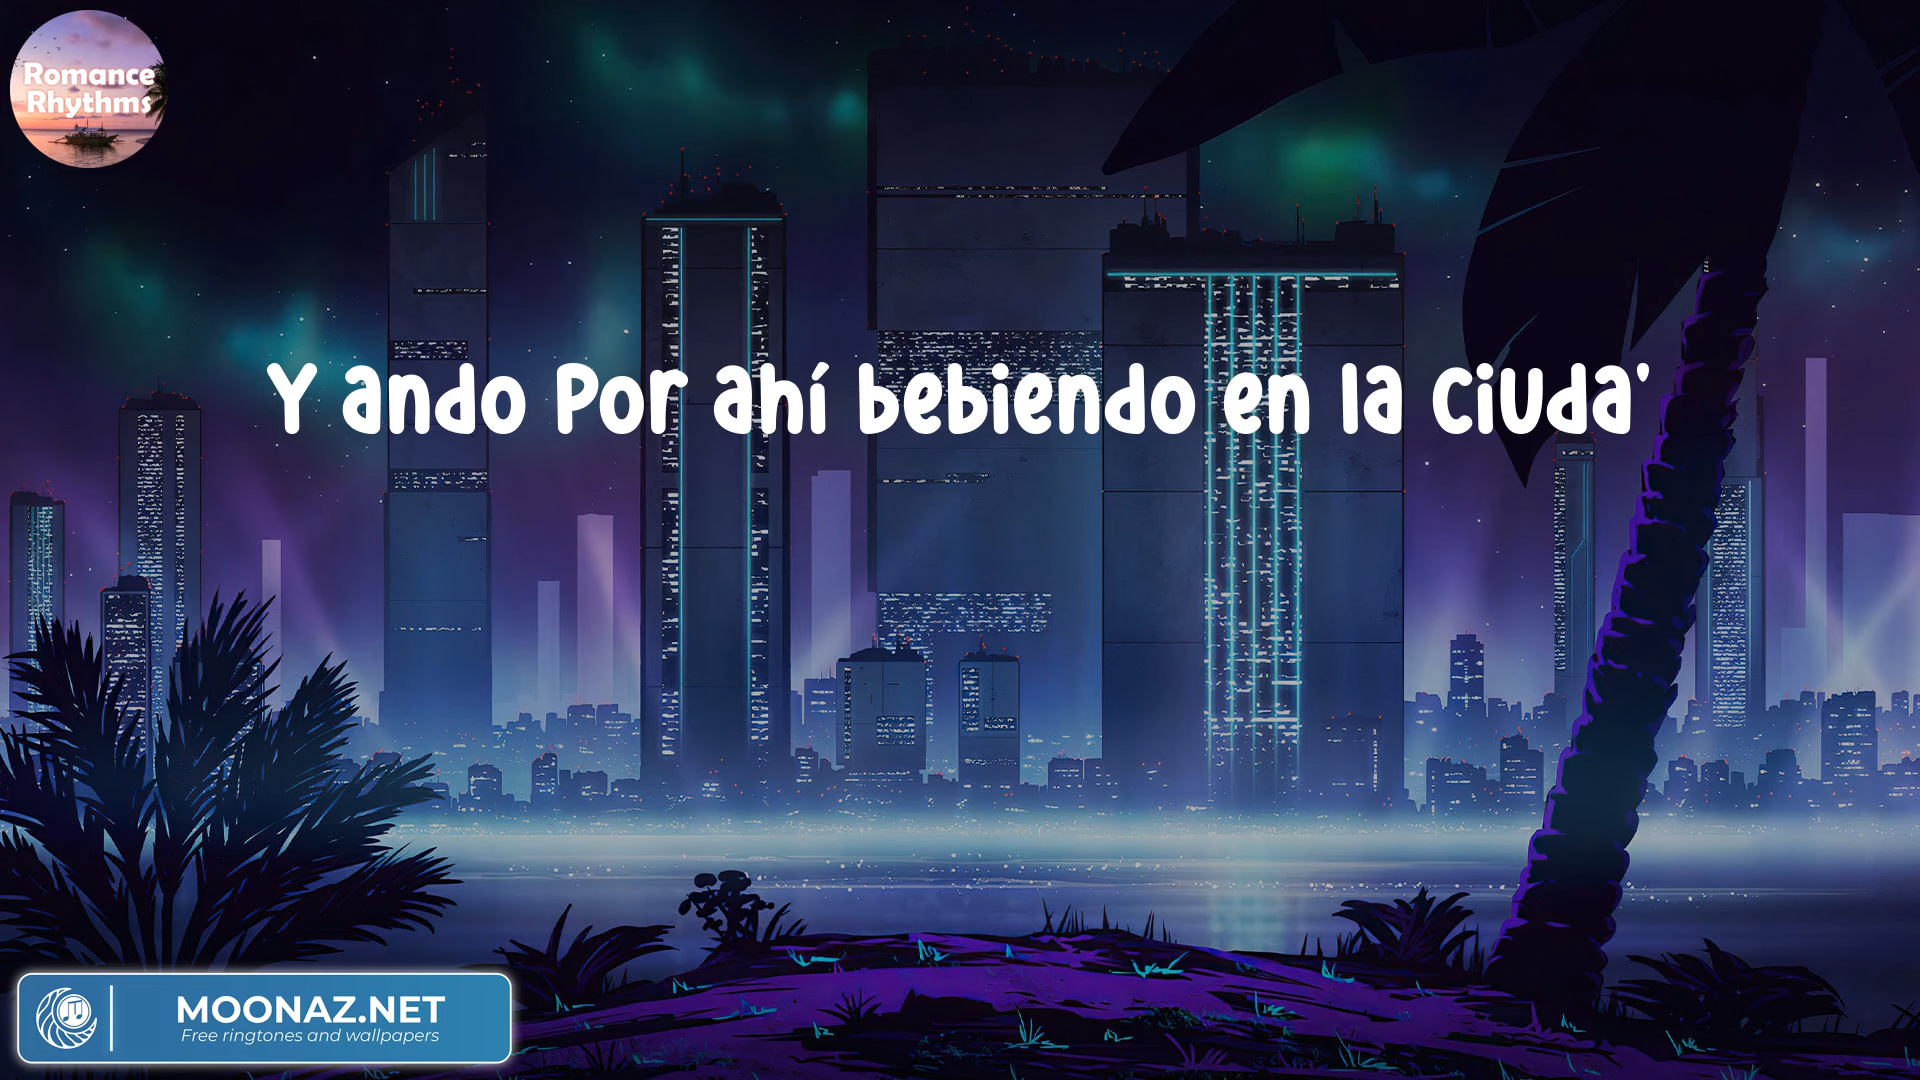 Romance
Rhythms
Y ando por ahí bebiendo en la ciuda'
MOONAZ.NET
Free ringtones and wallpapers